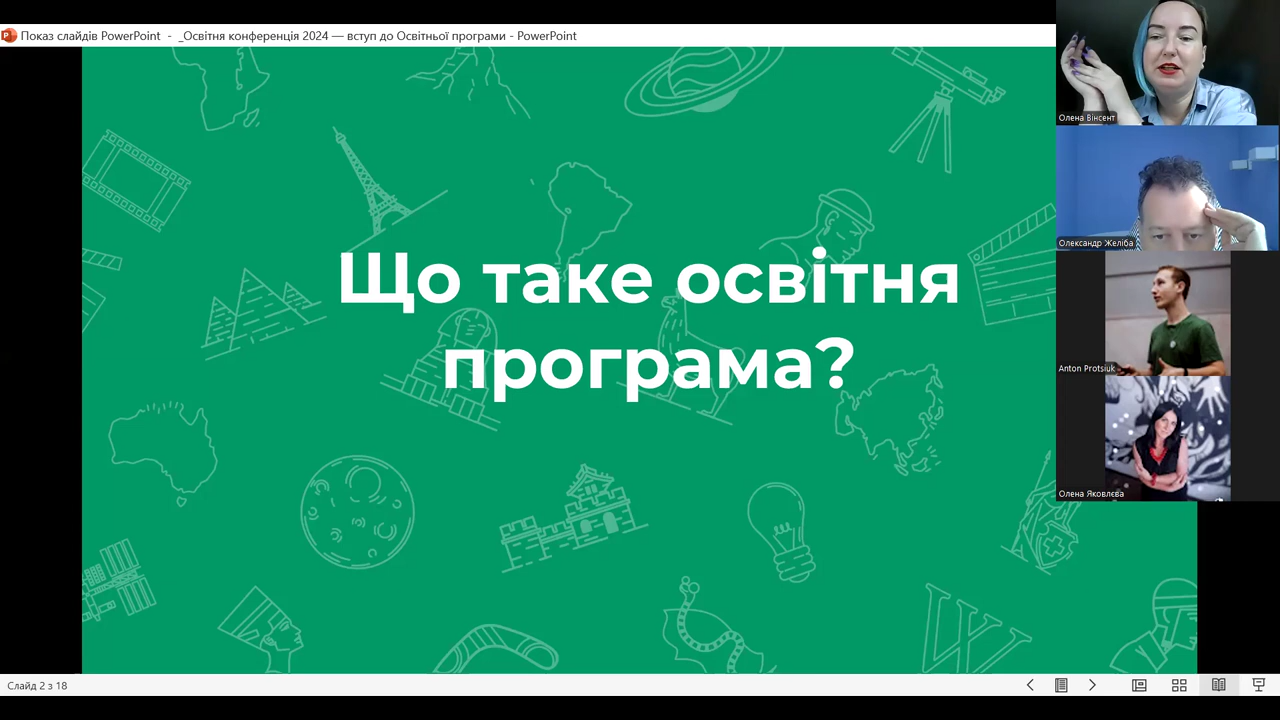 Показ слайдів PowerPoint - _Освітня конференція 2024 — вступ до Освітньої програми - PowerPoint
Що таке освітня
програма?
Олена Вінсент
Олександр Желіба
Anton Protsiuk
Олена Яковлєва
W
Слайд 2 з 18